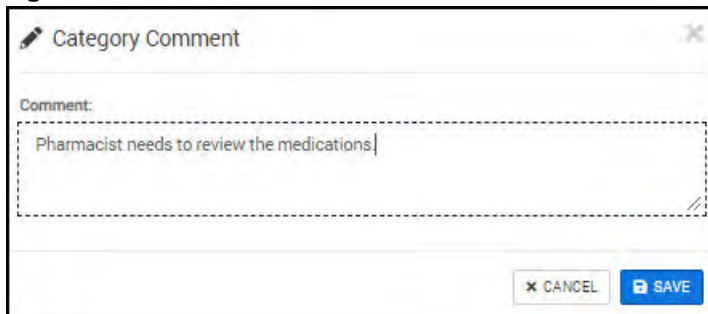 Category Comment
Comment:
Pharmacist needs to review the medications.
CANCEL SAVE